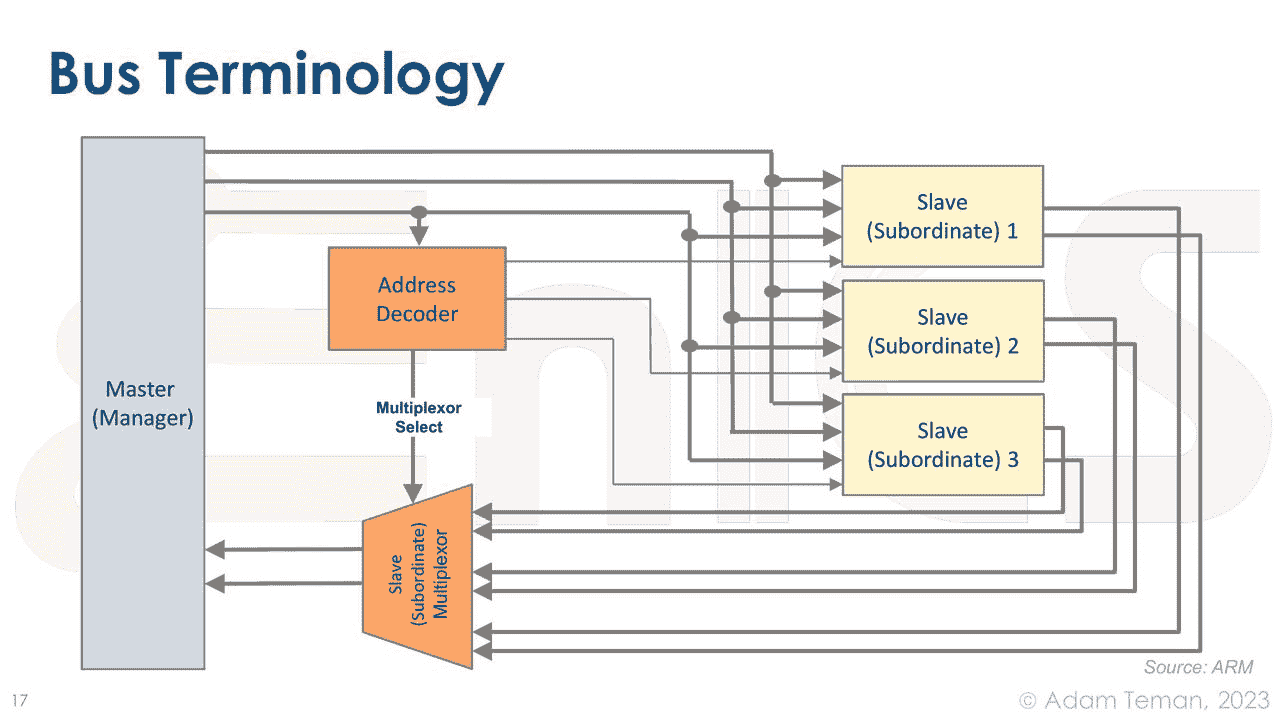 Bus Terminology
Master
(Manager)
Address
Decoder
Multiplexor
Select
Slave
(Subordinate)
Multiplexor
Slave
(Subordinate) 1
Slave
(Subordinate) 2
Slave
(Subordinate) 3
Source: ARM
17
© Adam Teman, 2023